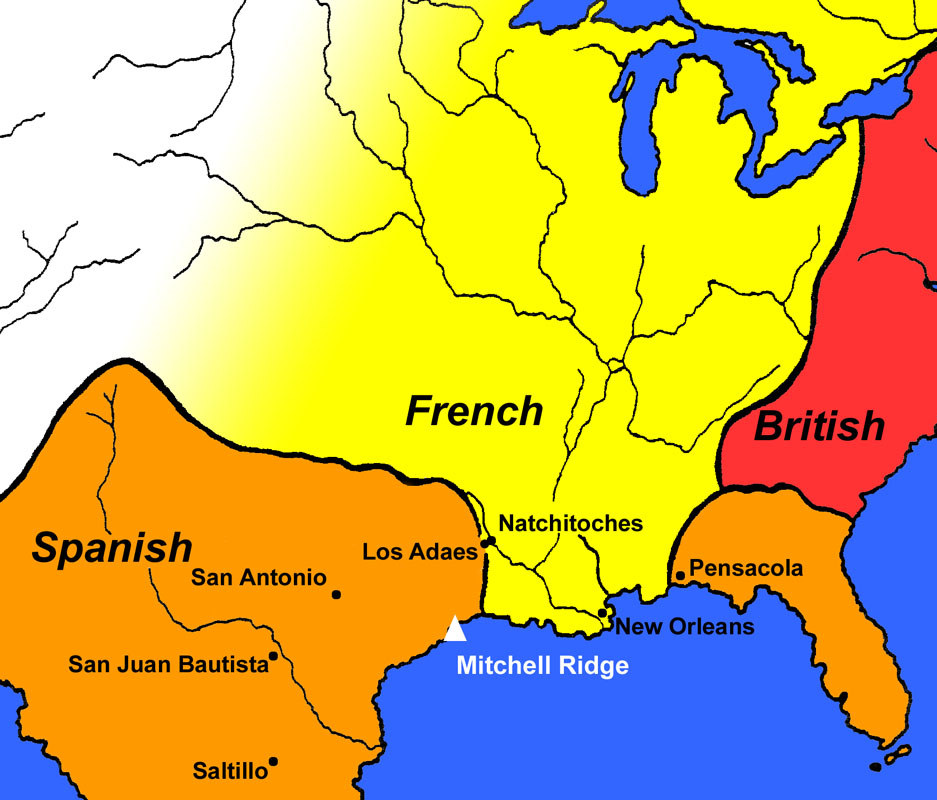 French
British
Natchitoches
Spanish
Los Adaes
San Antonio
Pensacola
New Orleans
San Juan Bautista
Mitchell Ridge
Saltillo